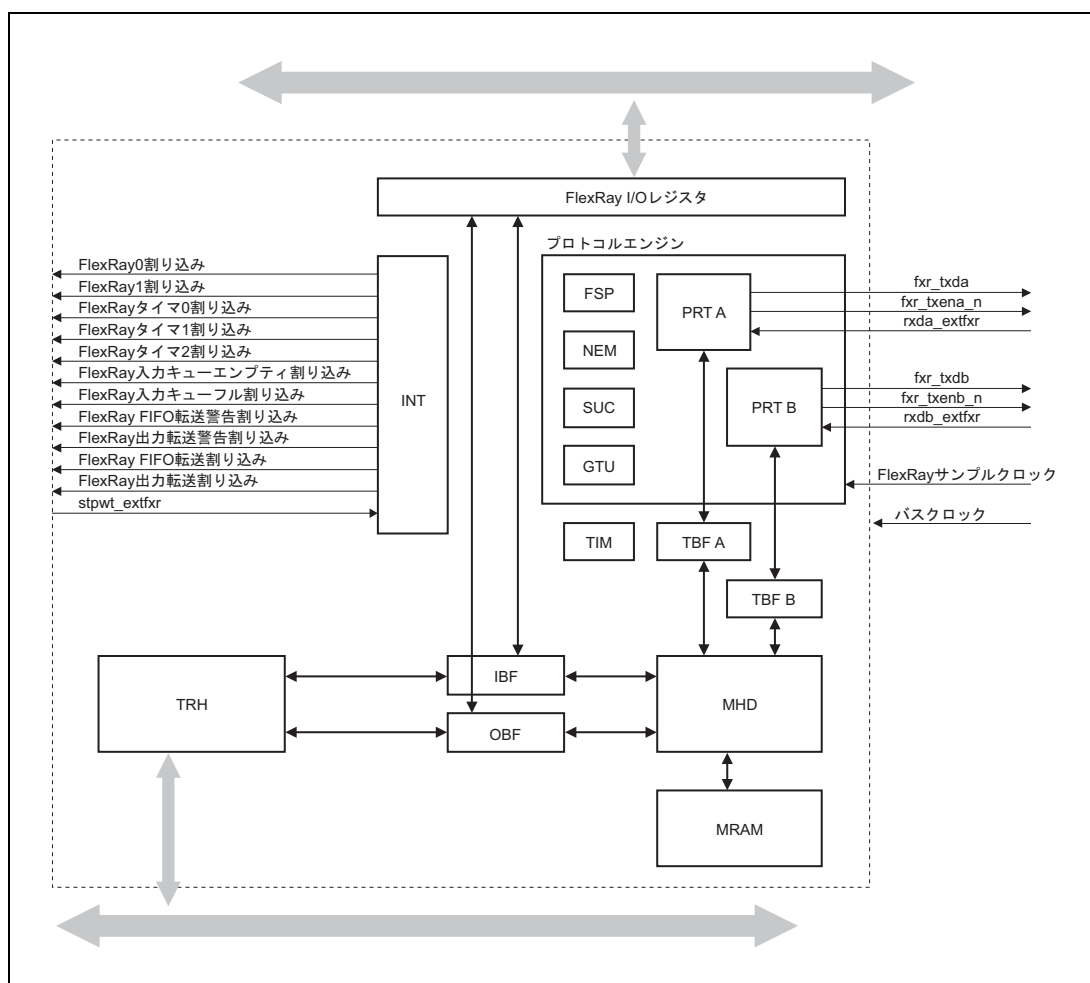 FlexRay I/Oレジスタ
プロトコルエンジン
FlexRay0割り込み
FlexRay1割り込み
FlexRayタイマ0割り込み
FlexRayタイマ1割り込み
FlexRayタイマ2割り込み
FlexRay入力キューエンプティ割り込み
FlexRay入力キューフル割り込み
FlexRay FIFO転送警告割り込み
FlexRay出力転送警告割り込み
FlexRay FIFO転送割り込み
FlexRay出力転送割り込み
stpwt_extfxr
INT
FSP
NEM
SUC
GTU
PRT A
PRT B
fxr_txda
fxr_txena_n
rxda_extfxr
fxr_txdb
fxr_txenb_n
rxdb_extfxr
FlexRayサンプルクロック
バスクロック
TIM
TBF A
TBF B
TRH
IBF
OBF
MHD
MRAM